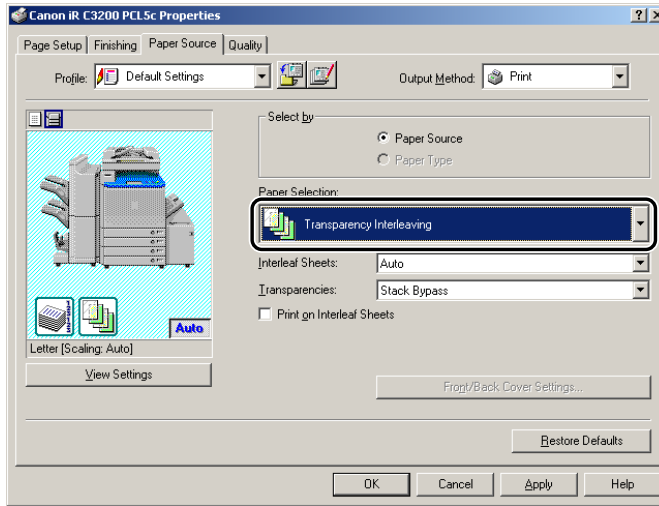 Canon iR C3200 PCL5c Properties
Page Setup Finishing Paper Source Quality
Profile: Default Settings Output Method: Print
Select by
Paper Source
Paper Type
Paper Selection:
Transparency Interleaving
Interleaf Sheets: Auto
Transparencies: Stack Bypass
Print on Interleaf Sheets
Auto
Letter [Scaling: Auto]
View Settings
Front/Back Cover Settings...
Restore Defaults
OK Cancel Apply Help